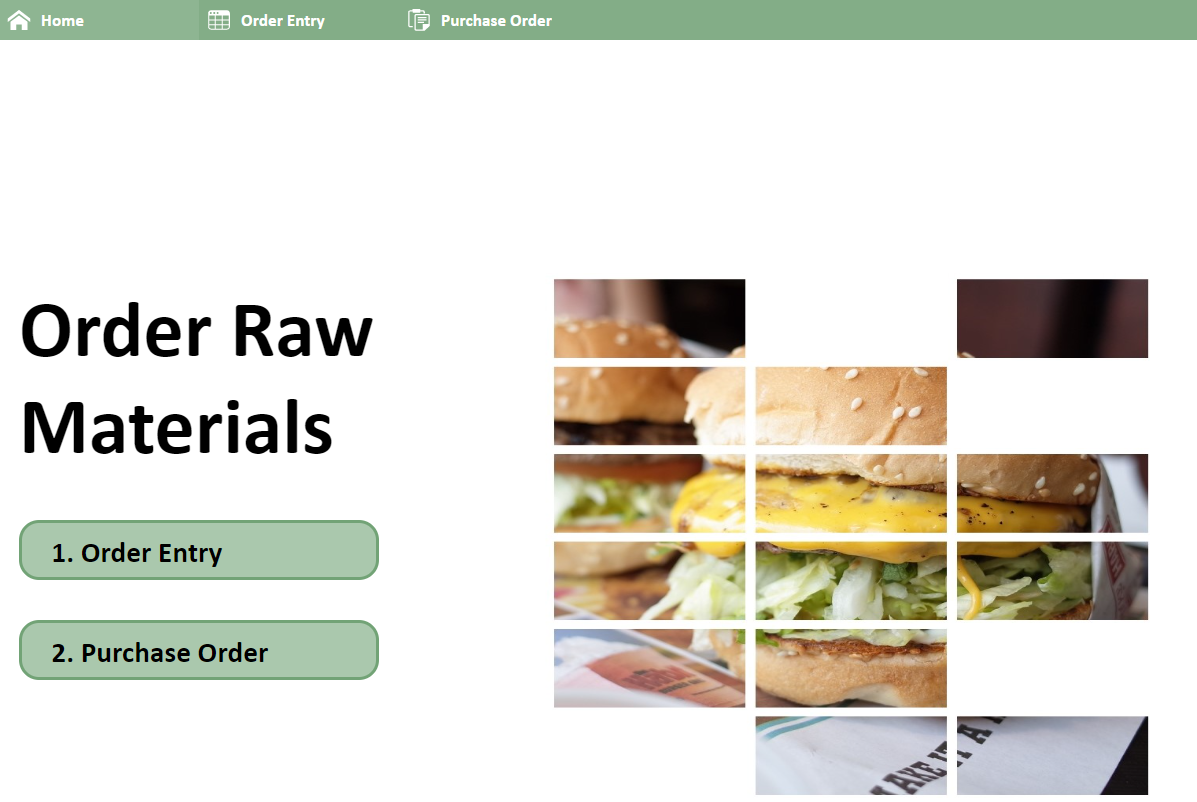 Home
Order Entry
Purchase Order
Order Raw
Materials
1. Order Entry
2. Purchase Order
MAKE IT A